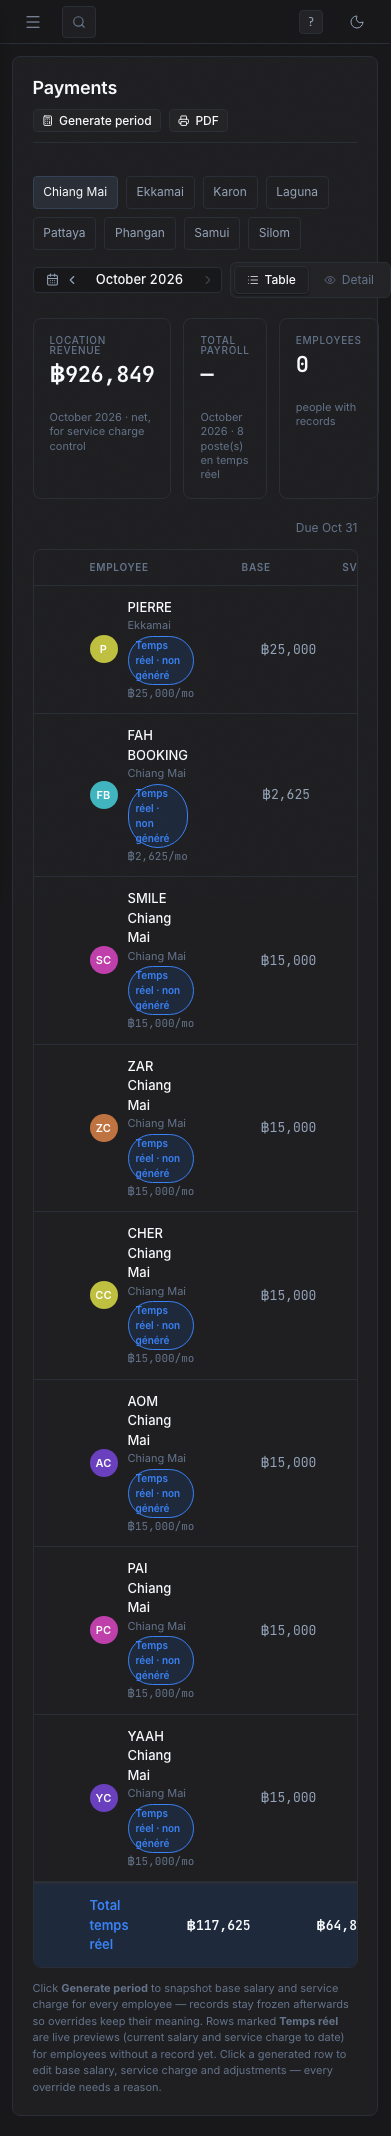 ?
Payments
Generate period
PDF
Chiang Mai
Ekkamai
Karon
Laguna
Pattaya
Phangan
Samui
Silom
October 2026
Table
Detail
LOCATION
REVENUE
฿926,849
October 2026 · net,
for service charge
control
TOTAL
PAYROLL
—
October
2026 · 8
poste(s)
en temps
réel
EMPLOYEES
0
people with
records
Due Oct 31
EMPLOYEE
BASE
SV
P
PIERRE
Ekkamai
Temps
réel · non
généré
฿25,000/mo
฿25,000
FB
FAH
BOOKING
Chiang Mai
Temps
réel ·
non
généré
฿2,625/mo
฿2,625
SC
SMILE
Chiang
Mai
Chiang Mai
Temps
réel · non
généré
฿15,000/mo
฿15,000
ZC
ZAR
Chiang
Mai
Chiang Mai
Temps
réel · non
généré
฿15,000/mo
฿15,000
CC
CHER
Chiang
Mai
Chiang Mai
Temps
réel · non
généré
฿15,000/mo
฿15,000
AC
AOM
Chiang
Mai
Chiang Mai
Temps
réel · non
généré
฿15,000/mo
฿15,000
PC
PAI
Chiang
Mai
Chiang Mai
Temps
réel · non
généré
฿15,000/mo
฿15,000
YC
YAAH
Chiang
Mai
Chiang Mai
Temps
réel · non
généré
฿15,000/mo
฿15,000
Total
temps
réel
฿117,625
฿64,8
Click Generate period to snapshot base salary and service
charge for every employee — records stay frozen afterwards
so overrides keep their meaning. Rows marked Temps réel
are live previews (current salary and service charge to date)
for employees without a record yet. Click a generated row to
edit base salary, service charge and adjustments — every
override needs a reason.